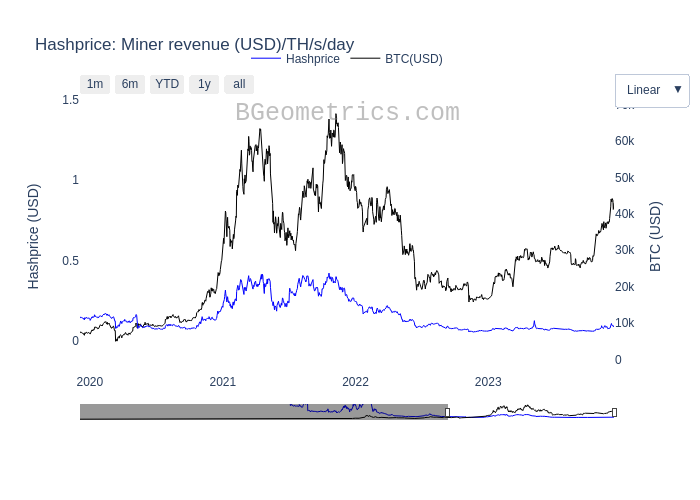 Hashprice: Miner revenue (USD)/TH/s/day
Hashprice BTC(USD)
1m 6m YTD 1y all
Linear ▼
BGeometrics.com
1.5
1
0.5
0
Hashprice (USD)
60k
50k
40k
30k
20k
10k
0
BTC (USD)
2020 2021 2022 2023